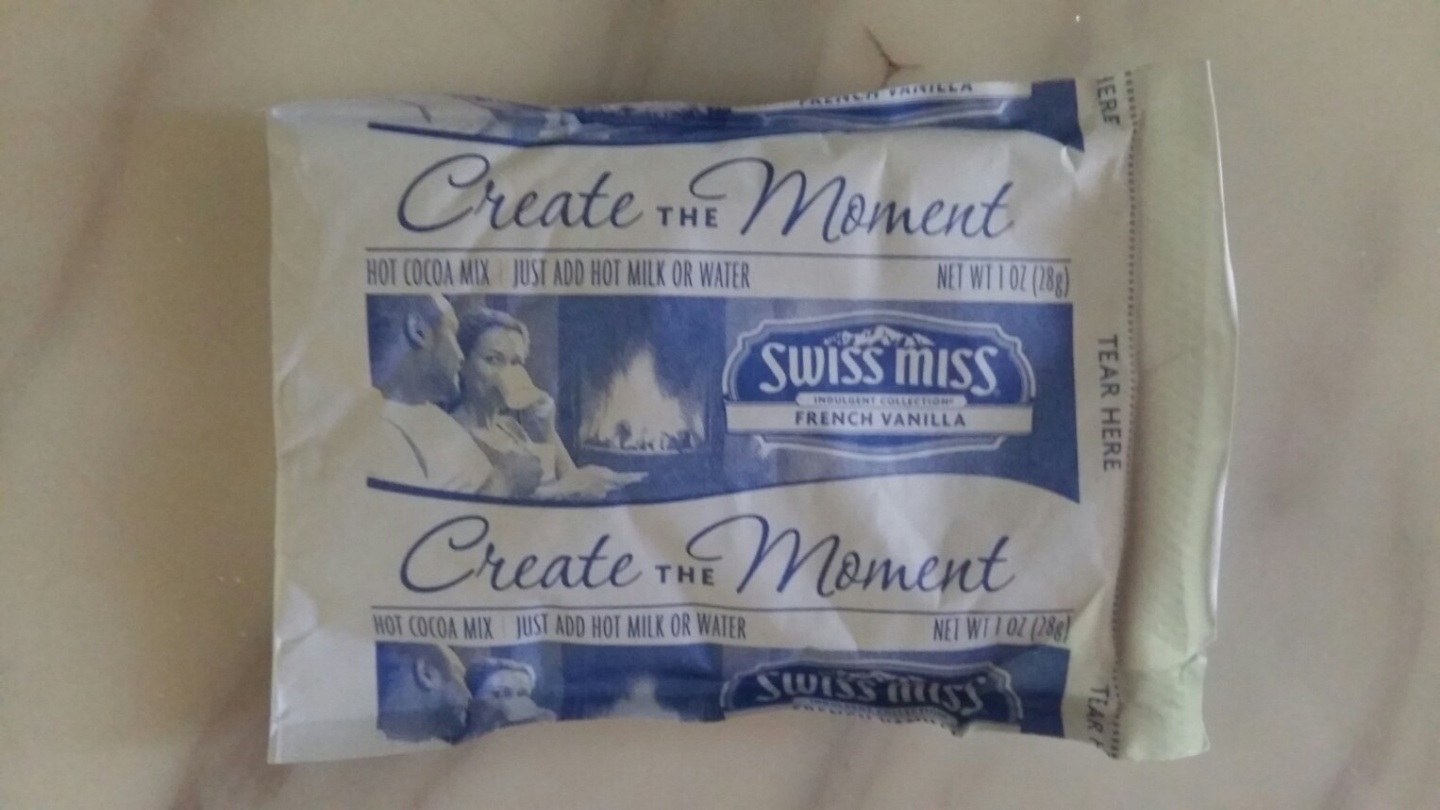 FRENCH VANILLA
HERE
Create THE Moment
HOT COCOA MIX | JUST ADD HOT MILK OR WATER NET WT 1 OZ (28g)
SWISS MISS
INDULGENT COLLECTION®
FRENCH VANILLA
TEAR HERE
Create THE Moment
HOT COCOA MIX | JUST ADD HOT MILK OR WATER NET WT 1 OZ (28g)
SWISS MISS
TEAR H